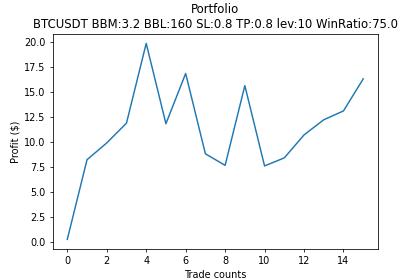 Portfolio
BTCUSDT BBM:3.2 BBL:160 SL:0.8 TP:0.8 lev:10 WinRatio:75.0
20.0
17.5
15.0
12.5
10.0
7.5
5.0
2.5
0.0
Profit ($)
0 2 4 6 8 10 12 14
Trade counts